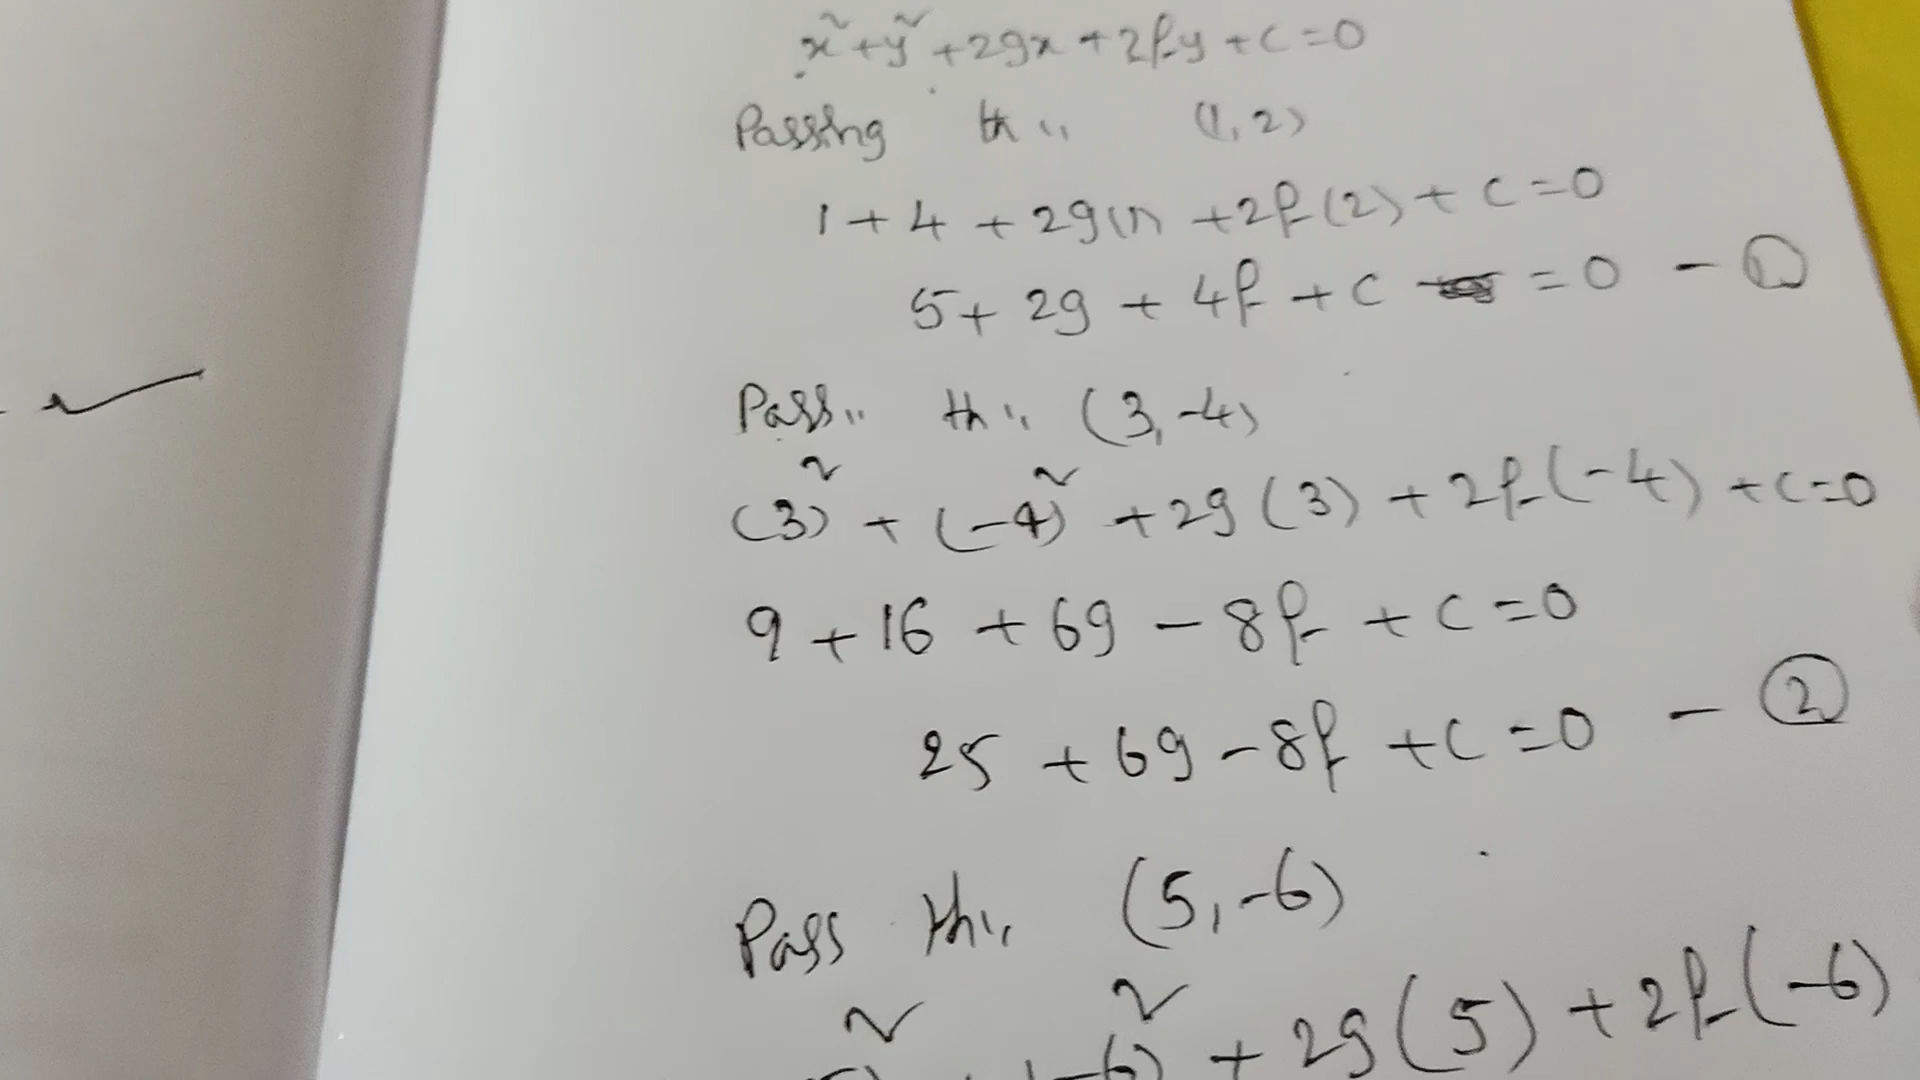 x²+y²+2gx+2fy+c=0
Passing th.. (1,2)
1+4+2g(1)+2f(2)+c=0
5+2g+4f+c=0 - ①
Pass.. th.. (3,-4)
(3)²+(-4)²+2g(3)+2f(-4)+c=0
9+16+6g-8f+c=0
25+6g-8f+c=0 - ②
Pass th.. (5,-6)
+2g(5)+2f(-6)